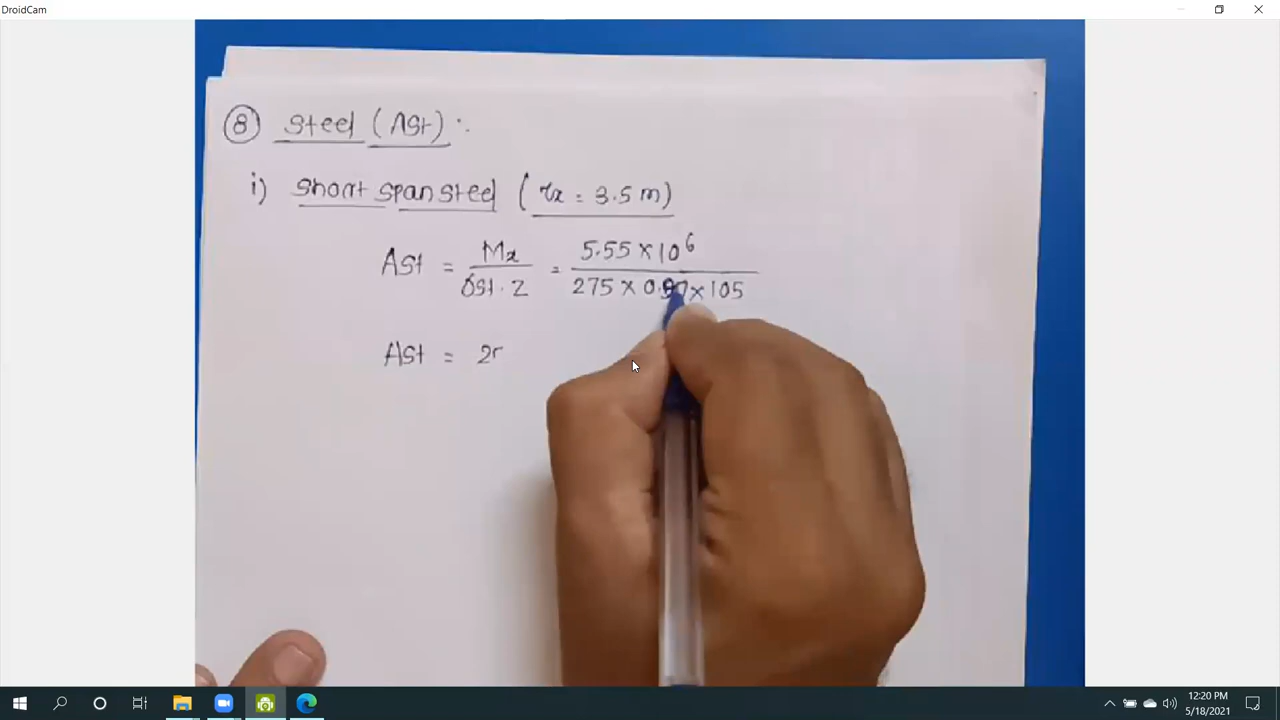 DroidCam
8 Steel (Ast):
i) Short span steel (lx = 3.5 m)
Ast = Mx / σst . Z = 5.55 × 10⁶ / 275 × 0.97 × 105
Ast = 2
12:20 PM
5/18/2021